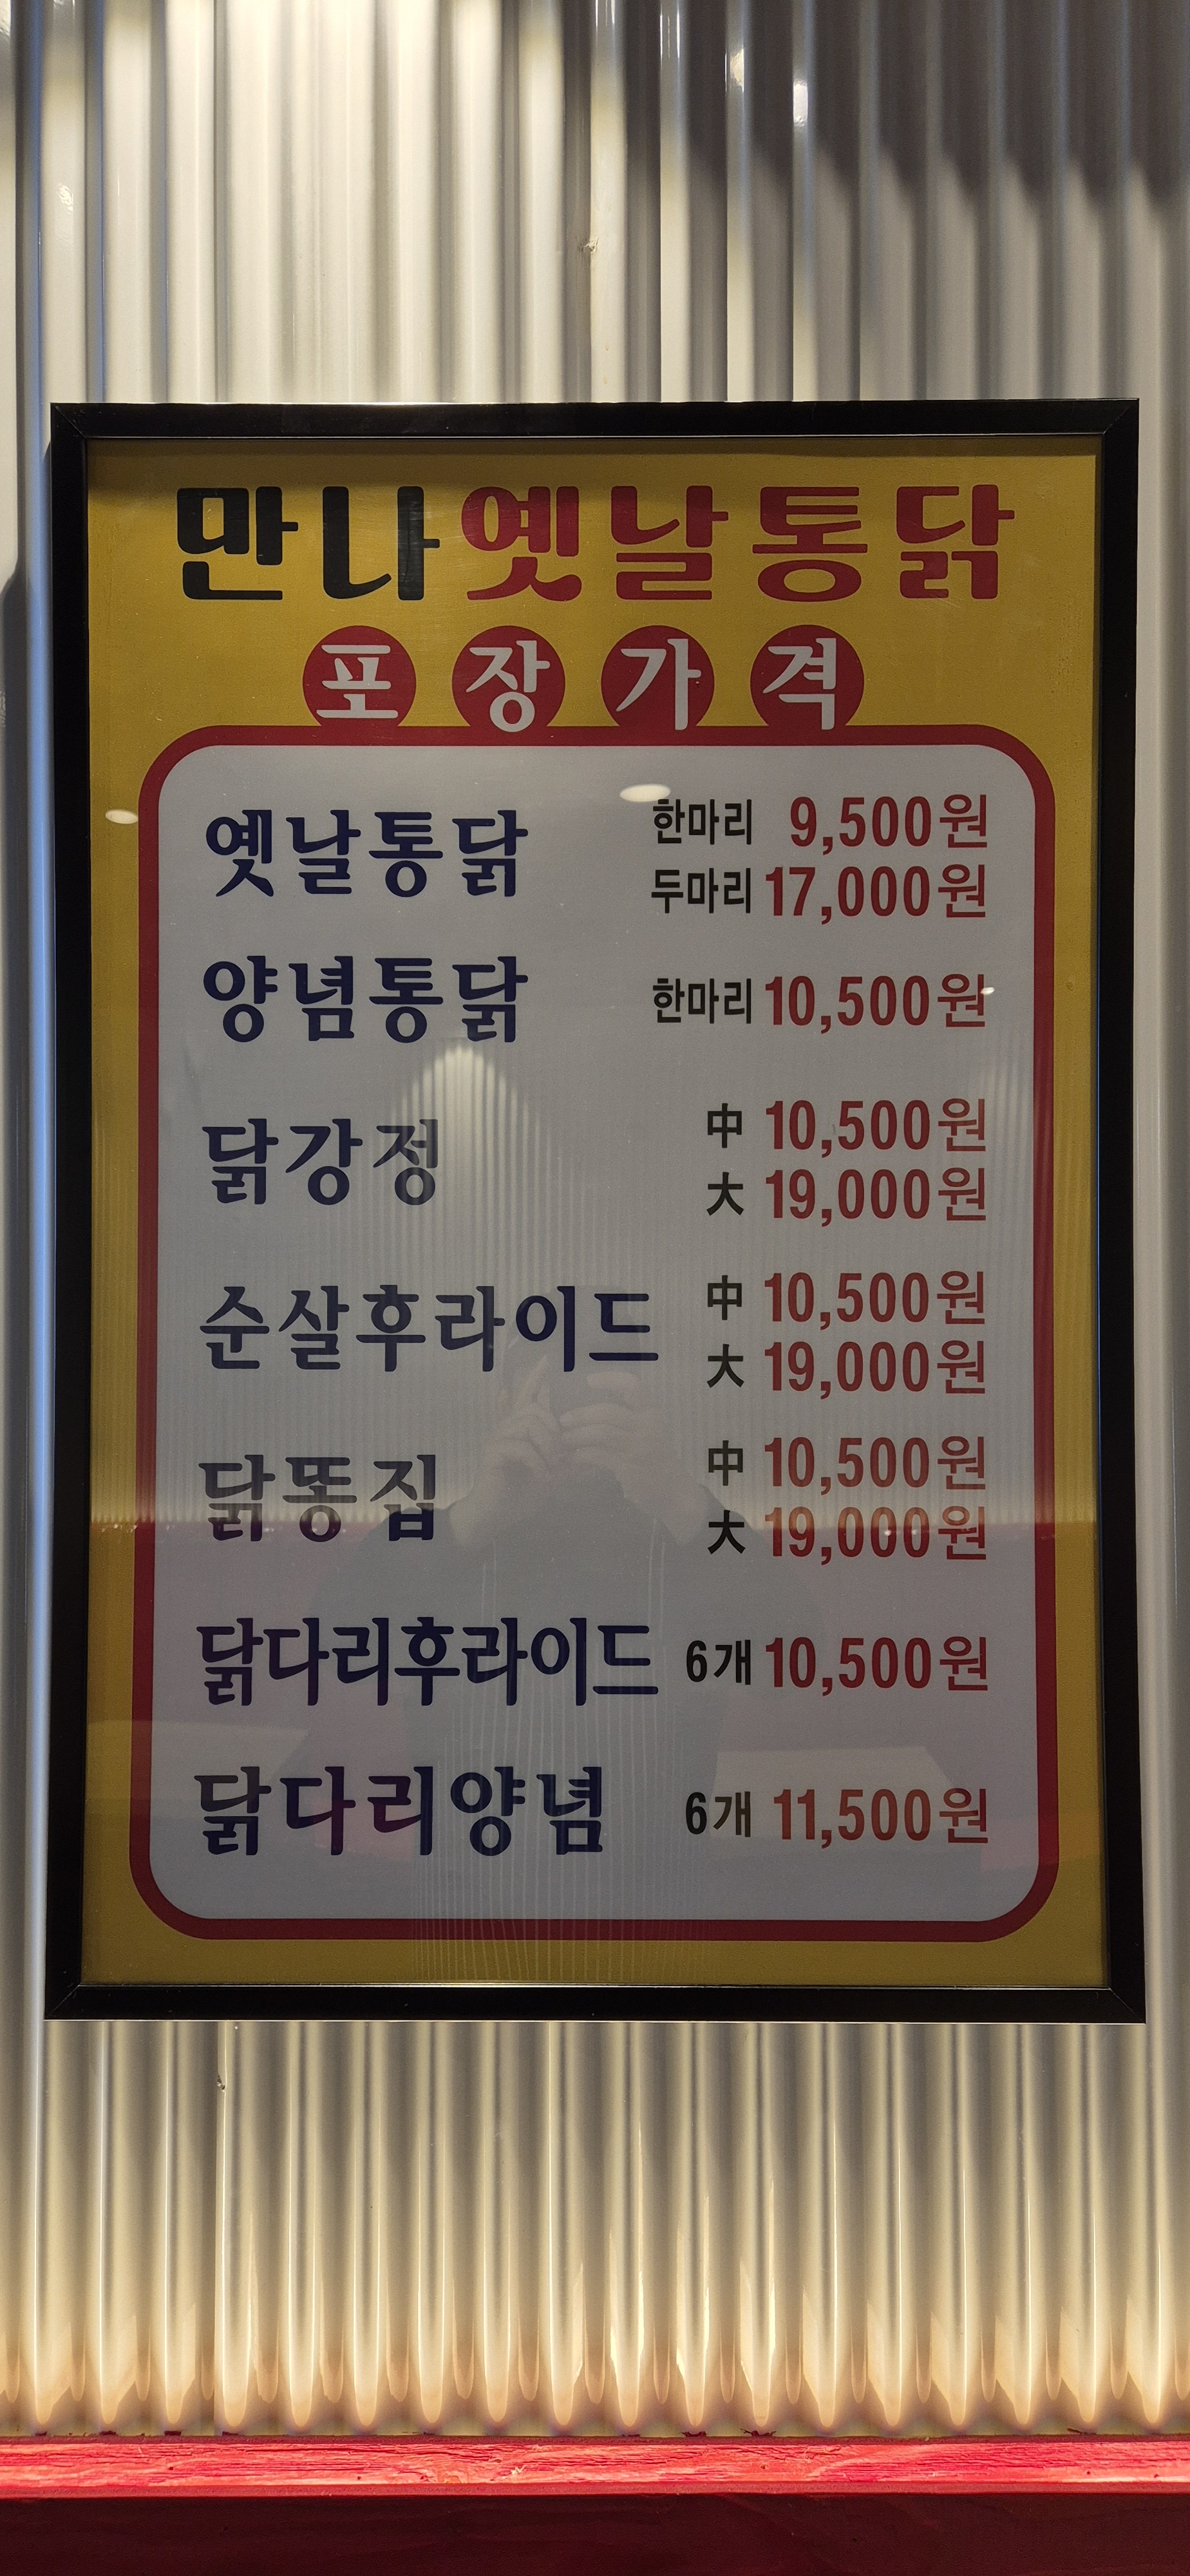 만나옛날통닭
포장가격
옛날통닭 한마리 9,500원
두마리 17,000원
양념통닭 한마리 10,500원
닭강정 中 10,500원
大 19,000원
순살후라이드 中 10,500원
大 19,000원
닭똥집 中 10,500원
大 19,000원
닭다리후라이드 6개 10,500원
닭다리양념 6개 11,500원